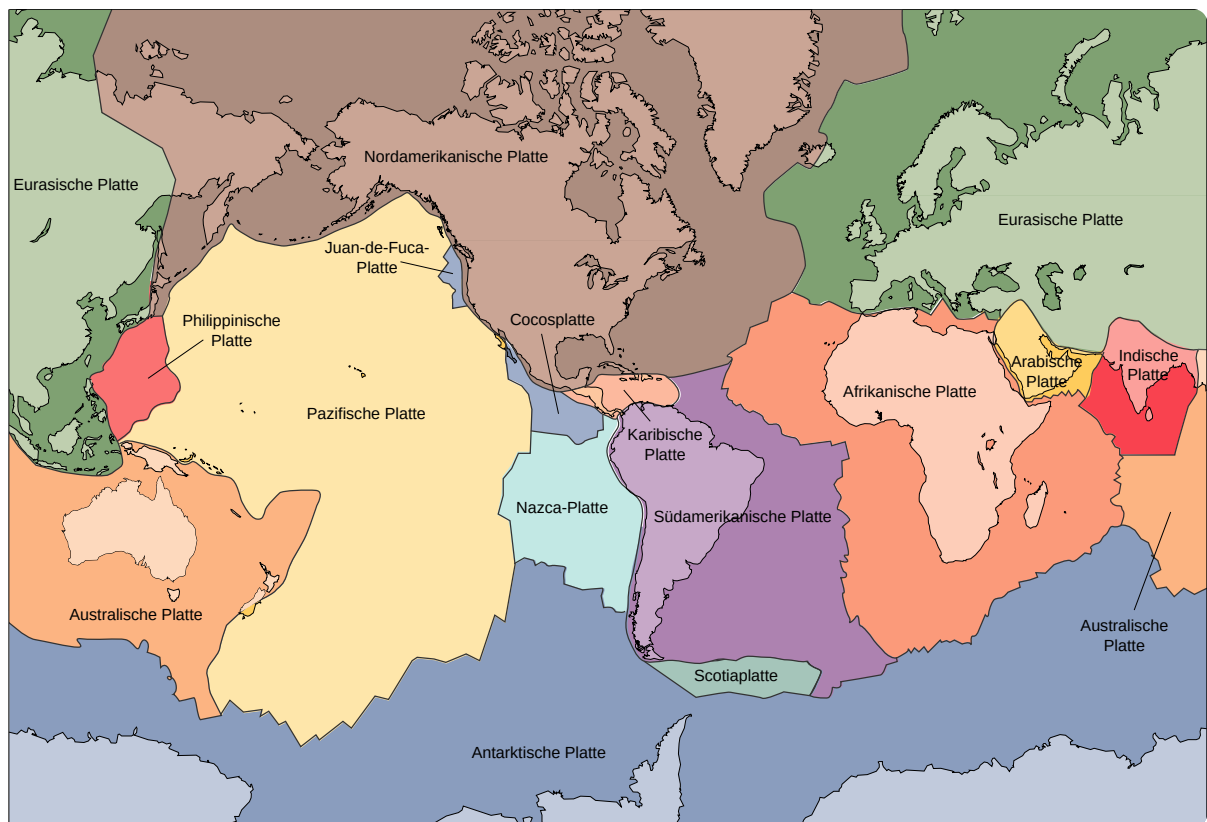 Nordamerikanische Platte
Eurasische Platte
Eurasische Platte
Juan-de-Fuca-
Platte
Philippinische
Platte
Cocosplatte
Arabische
Platte
Indische
Platte
Afrikanische Platte
Pazifische Platte
Karibische
Platte
Nazca-Platte
Südamerikanische Platte
Australische Platte
Australische
Platte
Scotiaplatte
Antarktische Platte